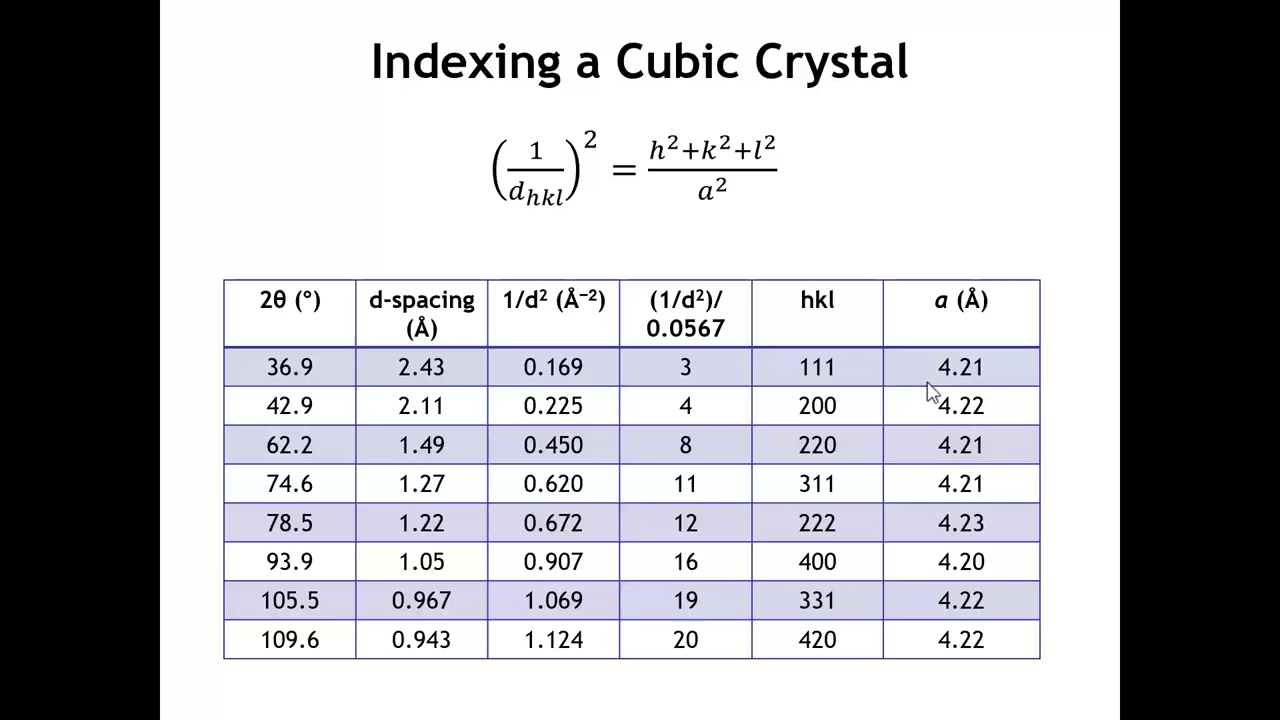 Indexing a Cubic Crystal
(1/d_hkl)² = (h²+k²+l²)/a²
2θ (°) d-spacing (Å) 1/d² (Å⁻²) (1/d²)/ 0.0567 hkl a (Å)
36.9 2.43 0.169 3 111 4.21
42.9 2.11 0.225 4 200 4.22
62.2 1.49 0.450 8 220 4.21
74.6 1.27 0.620 11 311 4.21
78.5 1.22 0.672 12 222 4.23
93.9 1.05 0.907 16 400 4.20
105.5 0.967 1.069 19 331 4.22
109.6 0.943 1.124 20 420 4.22